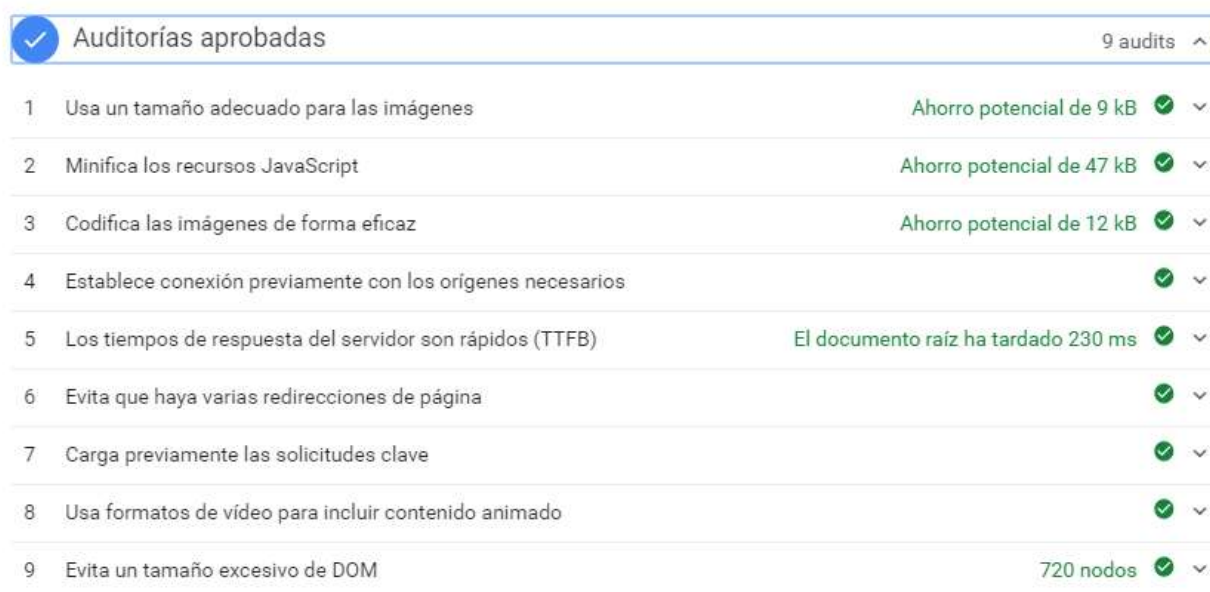 Auditorías aprobadas 9 audits
1 Usa un tamaño adecuado para las imágenes Ahorro potencial de 9 kB
2 Minifica los recursos JavaScript Ahorro potencial de 47 kB
3 Codifica las imágenes de forma eficaz Ahorro potencial de 12 kB
4 Establece conexión previamente con los orígenes necesarios
5 Los tiempos de respuesta del servidor son rápidos (TTFB) El documento raíz ha tardado 230 ms
6 Evita que haya varias redirecciones de página
7 Carga previamente las solicitudes clave
8 Usa formatos de vídeo para incluir contenido animado
9 Evita un tamaño excesivo de DOM 720 nodos